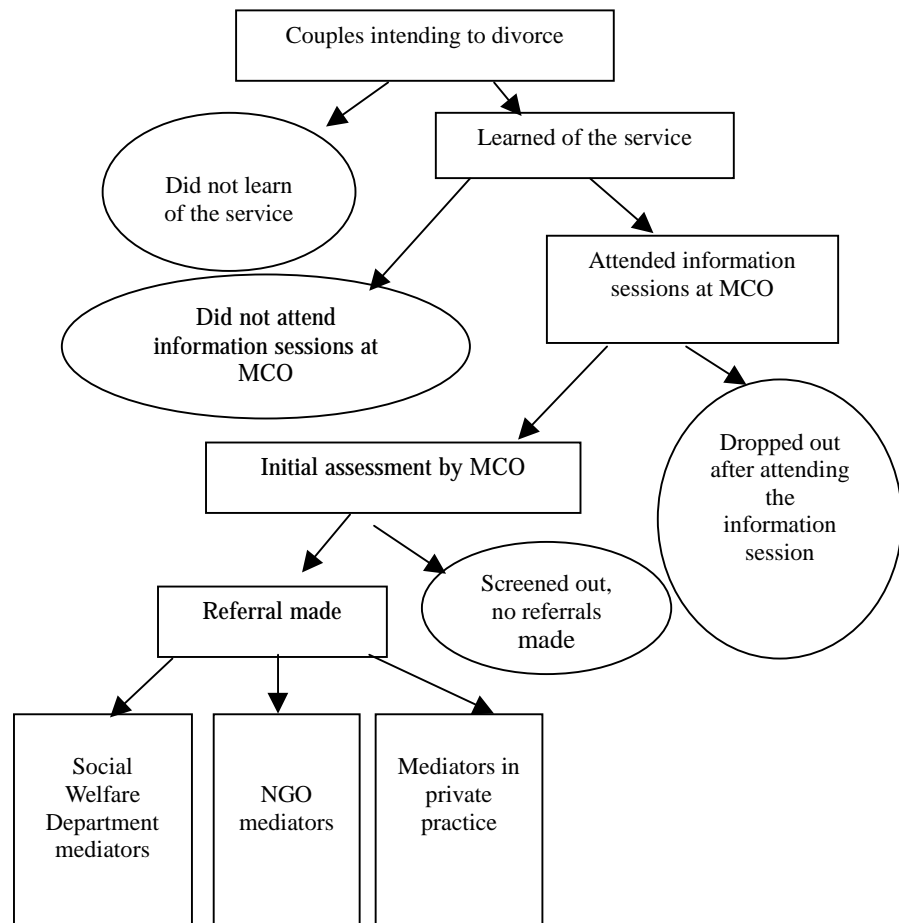 Couples intending to divorce
Learned of the service
Did not learn
of the service
Attended information
sessions at MCO
Did not attend
information sessions at
MCO
Dropped out
after attending
the
information
session
Initial assessment by MCO
Screened out,
no referrals
made
Referral made
Social
Welfare
Department
mediators
NGO
mediators
Mediators in
private
practice